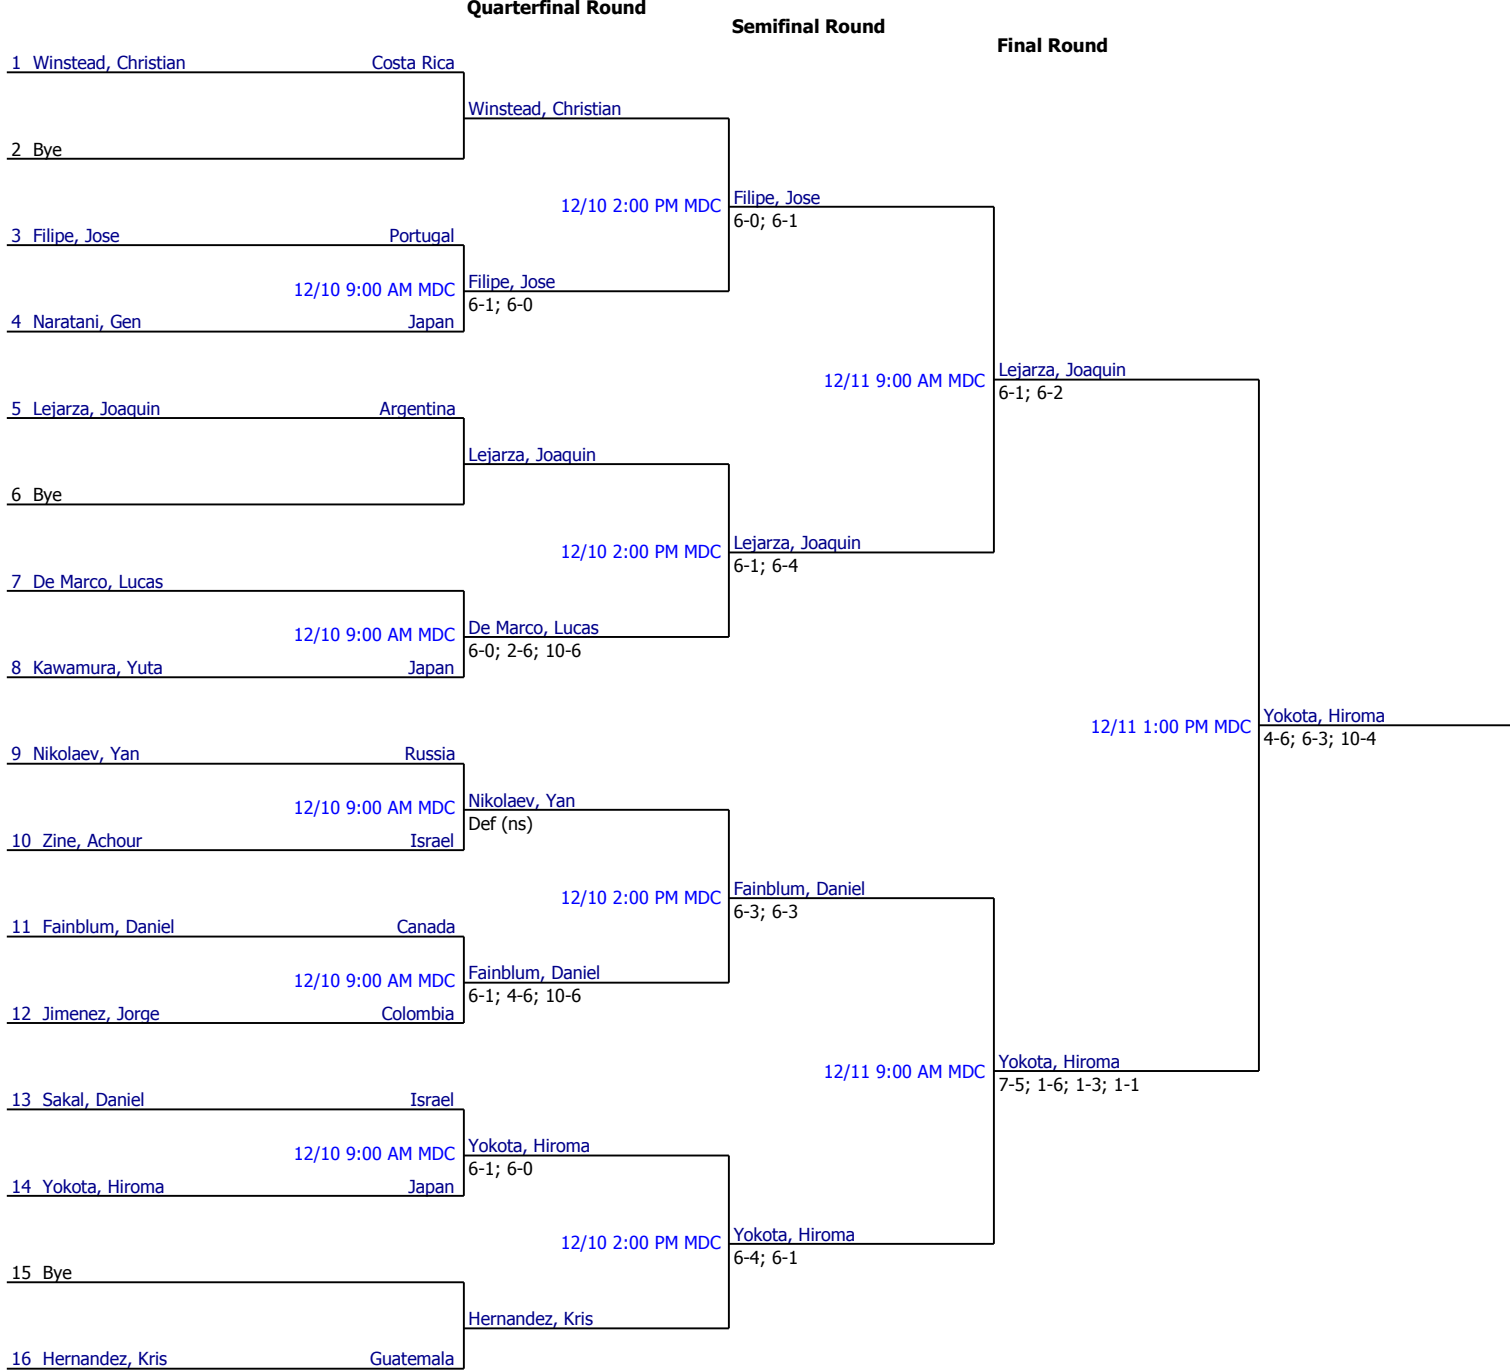 Quarterfinal Round
Semifinal Round
Final Round
1 Winstead, Christian Costa Rica
Winstead, Christian
2 Bye
12/10 2:00 PM MDC Filipe, Jose
6-0; 6-1
3 Filipe, Jose Portugal
12/10 9:00 AM MDC Filipe, Jose
6-1; 6-0
4 Naratani, Gen Japan
12/11 9:00 AM MDC Lejarza, Joaquin
6-1; 6-2
5 Lejarza, Joaquin Argentina
Lejarza, Joaquin
6 Bye
12/10 2:00 PM MDC Lejarza, Joaquin
6-1; 6-4
7 De Marco, Lucas
12/10 9:00 AM MDC De Marco, Lucas
6-0; 2-6; 10-6
8 Kawamura, Yuta Japan
12/11 1:00 PM MDC Yokota, Hiroma
4-6; 6-3; 10-4
9 Nikolaev, Yan Russia
12/10 9:00 AM MDC Nikolaev, Yan
Def (ns)
10 Zine, Achour Israel
12/10 2:00 PM MDC Fainblum, Daniel
6-3; 6-3
11 Fainblum, Daniel Canada
12/10 9:00 AM MDC Fainblum, Daniel
6-1; 4-6; 10-6
12 Jimenez, Jorge Colombia
12/11 9:00 AM MDC Yokota, Hiroma
7-5; 1-6; 1-3; 1-1
13 Sakal, Daniel Israel
12/10 9:00 AM MDC Yokota, Hiroma
6-1; 6-0
14 Yokota, Hiroma Japan
12/10 2:00 PM MDC Yokota, Hiroma
6-4; 6-1
15 Bye
Hernandez, Kris
16 Hernandez, Kris Guatemala